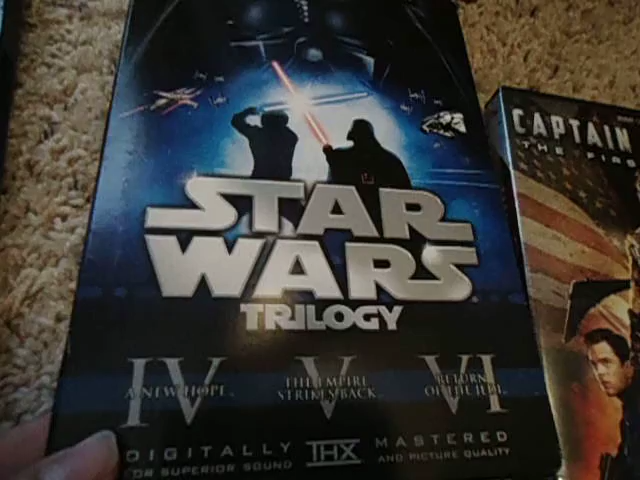 STAR
WARS
TRILOGY
IV V VI
A NEW HOPE THE EMPIRE STRIKES BACK RETURN OF THE JEDI
DIGITALLY THX MASTERED
FOR SUPERIOR SOUND AND PICTURE QUALITY
CAPTAIN
THE FIRS